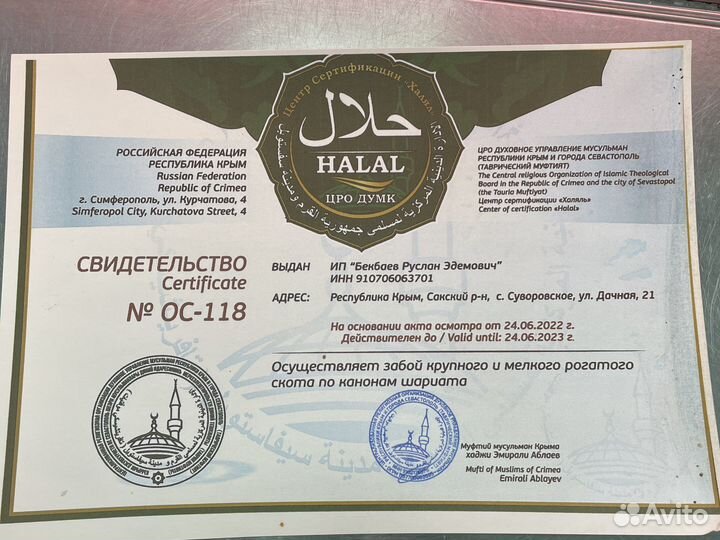 Центр Сертификации «Халял»
حلال
HALAL
ЦРО ДУМК
РОССИЙСКАЯ ФЕДЕРАЦИЯ
РЕСПУБЛИКА КРЫМ
Russian Federation
Republic of Crimea
г. Симферополь, ул. Курчатова, 4
Simferopol City, Kurchatova Street, 4
ЦРО ДУХОВНОЕ УПРАВЛЕНИЕ МУСУЛЬМАН
РЕСПУБЛИКИ КРЫМ И ГОРОДА СЕВАСТОПОЛЬ
(ТАВРИЧЕСКИЙ МУФТИЯТ)
The Central religious Organization of Islamic Theological
Board in the Republic of Crimea and the city of Sevastopol
(the Tauria Muftiyat)
Центр сертификации «Халяль»
Center of certification «Halal»
СВИДЕТЕЛЬСТВО
Certificate
№ ОС-118
ВЫДАН ИП "Бекбаев Руслан Эдемович"
ИНН 910706063701
АДРЕС: Республика Крым, Сакский р-н, с. Суворовское, ул. Дачная, 21
На основании акта осмотра от 24.06.2022 г.
Действителен до / Valid until: 24.06.2023 г.
Осуществляет забой крупного и мелкого рогатого
скота по канонам шариата
Муфтий мусульман Крыма
хаджи Эмирали Аблаев
Mufti of Muslims of Crimea
Emirali Ablayev
Avito